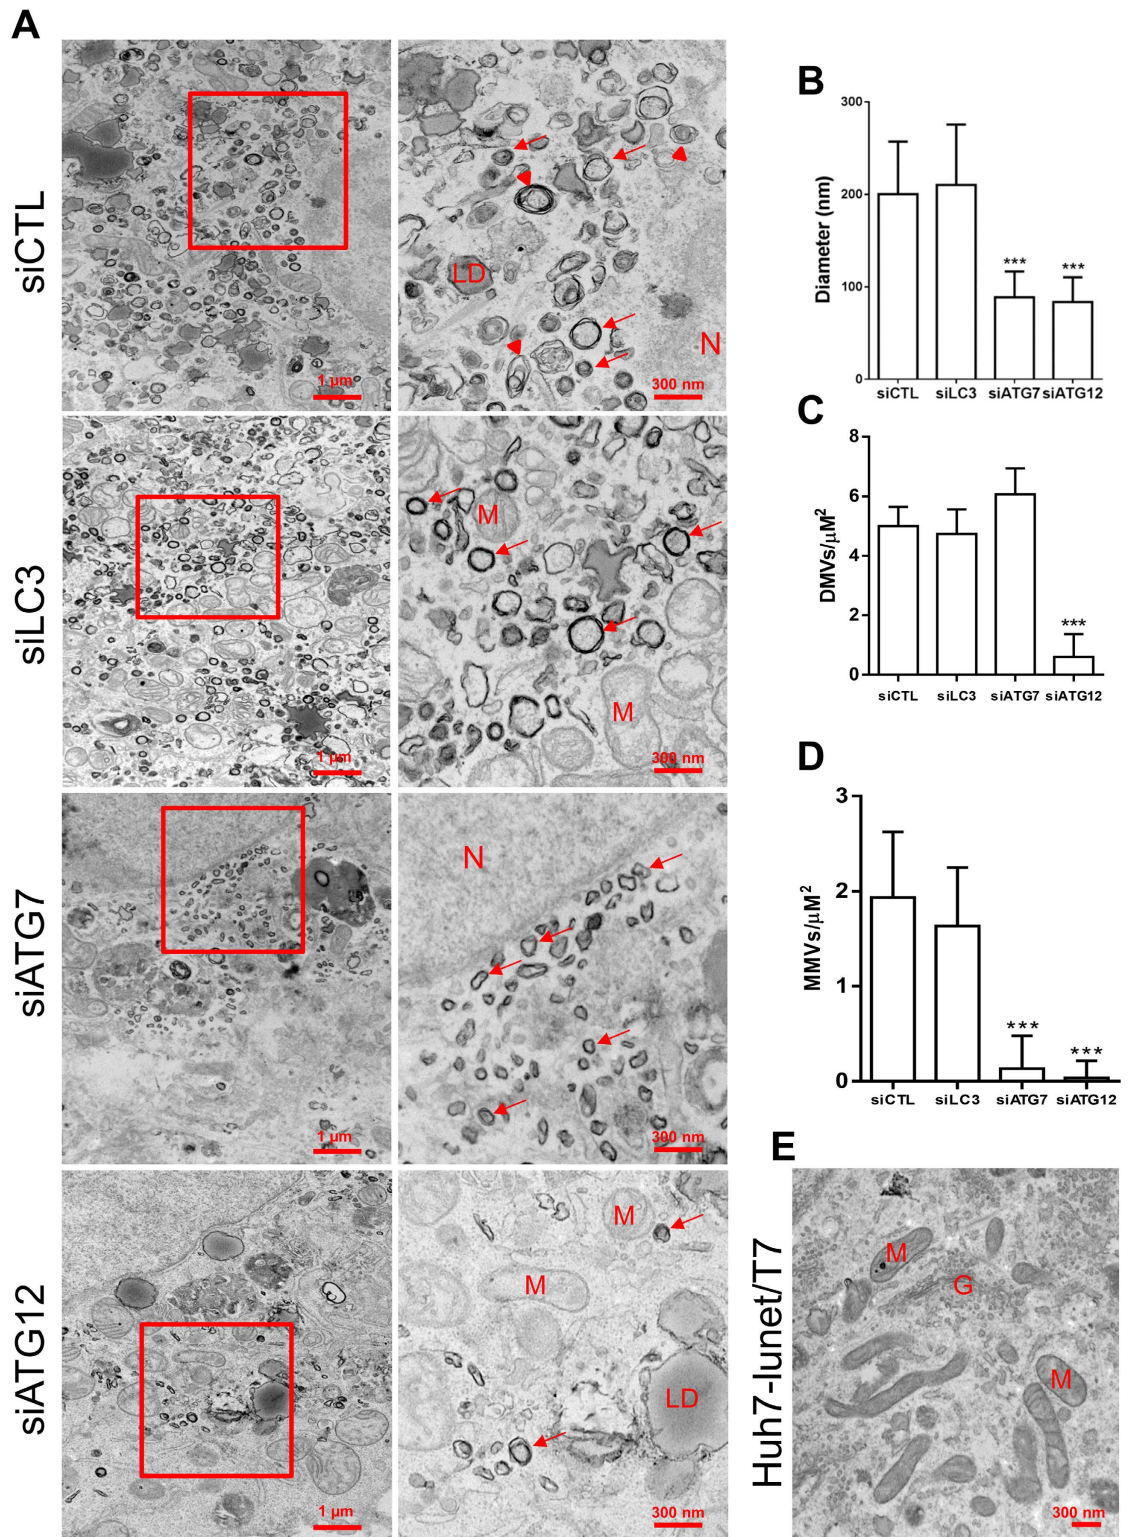 A
siCTL
1 µm
LD
N
300 nm
siLC3
1 µm
M
M
300 nm
siATG7
1 µm
N
300 nm
siATG12
1 µm
M
M
LD
300 nm
B
Diameter (nm)
300
200
100
0
***
***
siCTL siLC3 siATG7 siATG12
C
DMVs/µM²
8
6
4
2
0
***
siCTL siLC3 siATG7 siATG12
D
MMVs/µM²
3
2
1
0
***
***
siCTL siLC3 siATG7 siATG12
E
Huh7-lunet/T7
M
G
M
300 nm